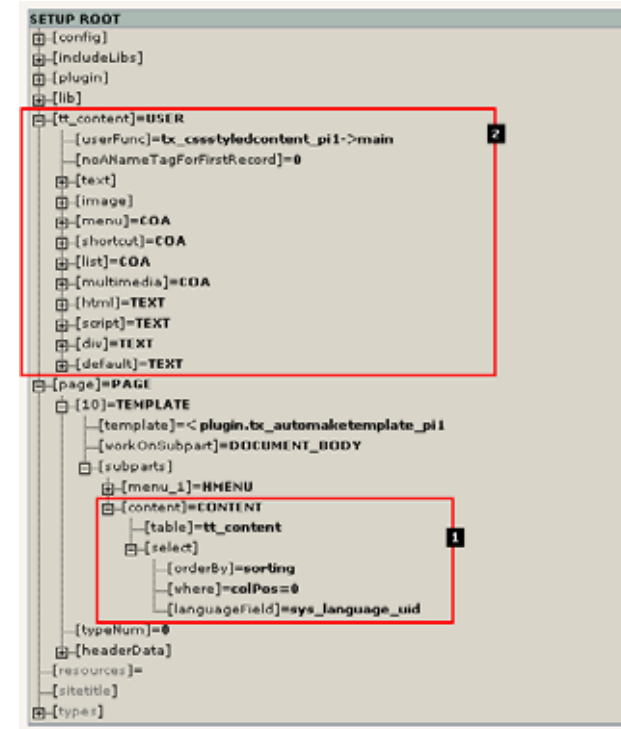 SETUP ROOT
[config]
[includeLibs]
[plugin]
[lib]
[tt_content]=USER
2
[userFunc]=tx_cssstyledcontent_pi1->main
[noANameTagForFirstRecord]=0
[text]
[image]
[menu]=COA
[shortcut]=COA
[list]=COA
[multimedia]=COA
[html]=TEXT
[script]=TEXT
[div]=TEXT
[default]=TEXT
[page]=PAGE
[10]=TEMPLATE
[template]=< plugin.tx_automaketemplate_pi1
[workOnSubpart]=DOCUMENT_BODY
[subparts]
[menu_1]=HMENU
[content]=CONTENT
[table]=tt_content
1
[select]
[orderBy]=sorting
[where]=colPos=0
[languageField]=sys_language_uid
[typeNum]=0
[headerData]
[resources]=
[sitetitle]
[types]